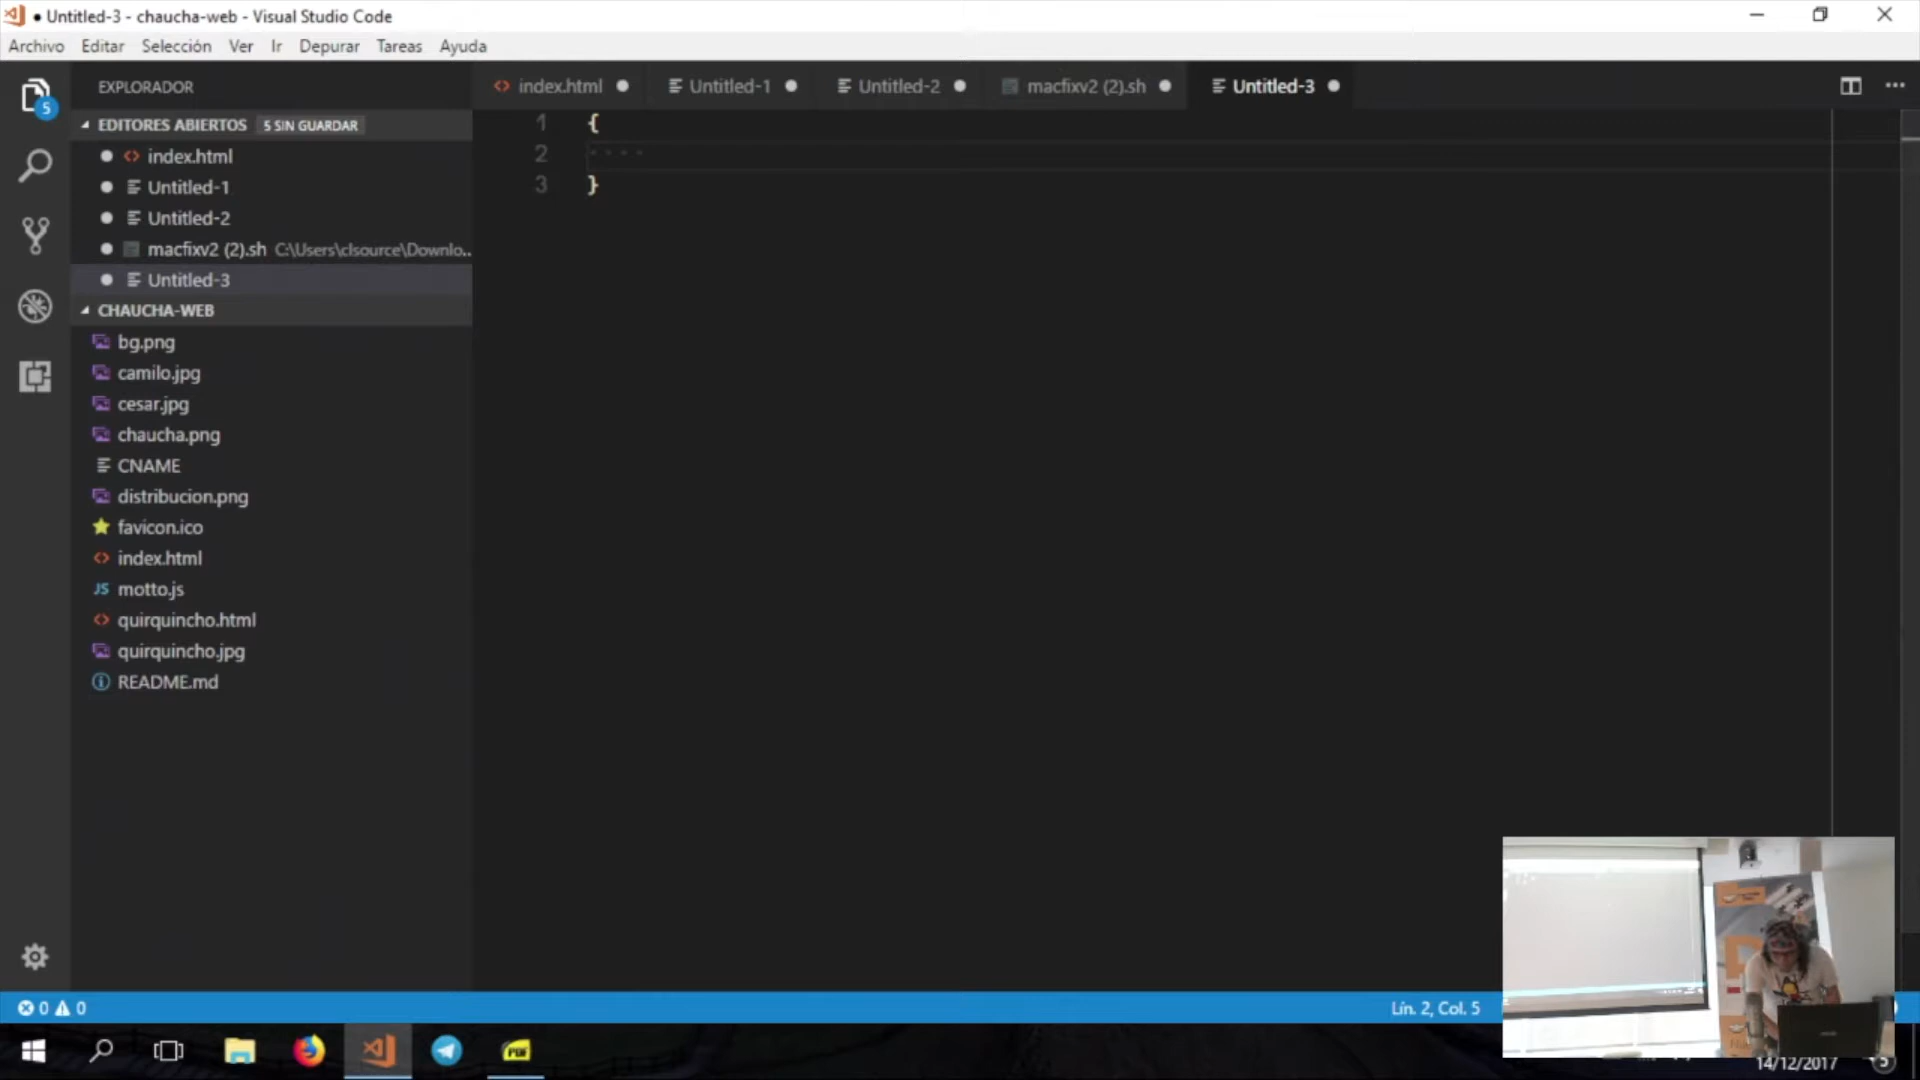 Untitled-3 - chaucha-web - Visual Studio Code
Archivo Editar Selección Ver Ir Depurar Tareas Ayuda
EXPLORADOR
index.html Untitled-1 Untitled-2 macfixv2 (2).sh Untitled-3
5
EDITORES ABIERTOS 5 SIN GUARDAR
index.html
Untitled-1
Untitled-2
macfixv2 (2).sh C:\Users\clsource\Downlo...
Untitled-3
CHAUCHA-WEB
bg.png
camilo.jpg
cesar.jpg
chaucha.png
CNAME
distribucion.png
favicon.ico
index.html
JS motto.js
quirquincho.html
quirquincho.jpg
README.md
1 {
2
3 }
0 0
Lín. 2, Col. 5
PDF
14/12/2017
5